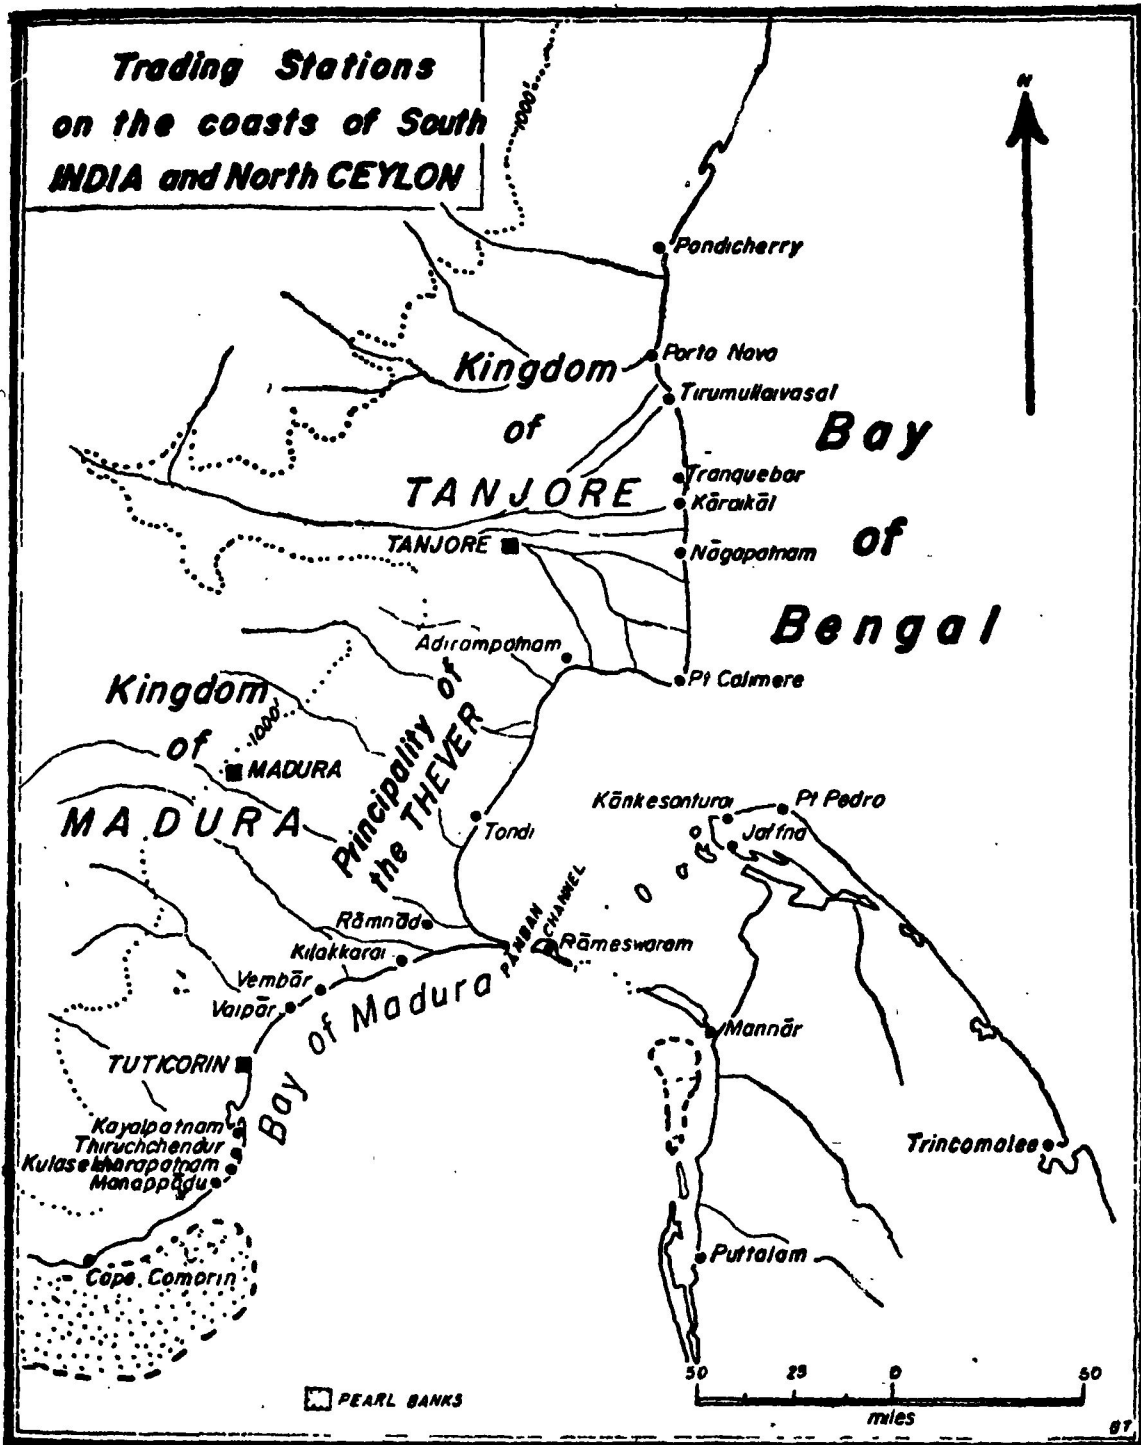 Trading Stations
on the coasts of South
INDIA and North CEYLON
1000'
N
Pondicherry
Porto Novo
Kingdom
of
TANJORE
Tirumullaivasal
Bay
of
Bengal
Tranquebar
Kāraikāl
TANJORE
Nāgapatnam
Adirampatnam
Pt Calimere
Kingdom
of
MADURA
1000'
MADURA
Principality of
the THEVER
Tondi
Kānkesanturai
Pt Pedro
Jaffna
Rāmnād
PĀMBAN
CHANNEL
Rāmeswaram
Kilakkarai
Vembār
Vaipār
Bay of Madura
Mannār
TUTICORIN
Kayalpatnam
Thiruchchendur
Kulasekharapatnam
Manappādu
Trincomalee
Cape Comorin
Puttalam
PEARL BANKS
50 25 0 50
miles